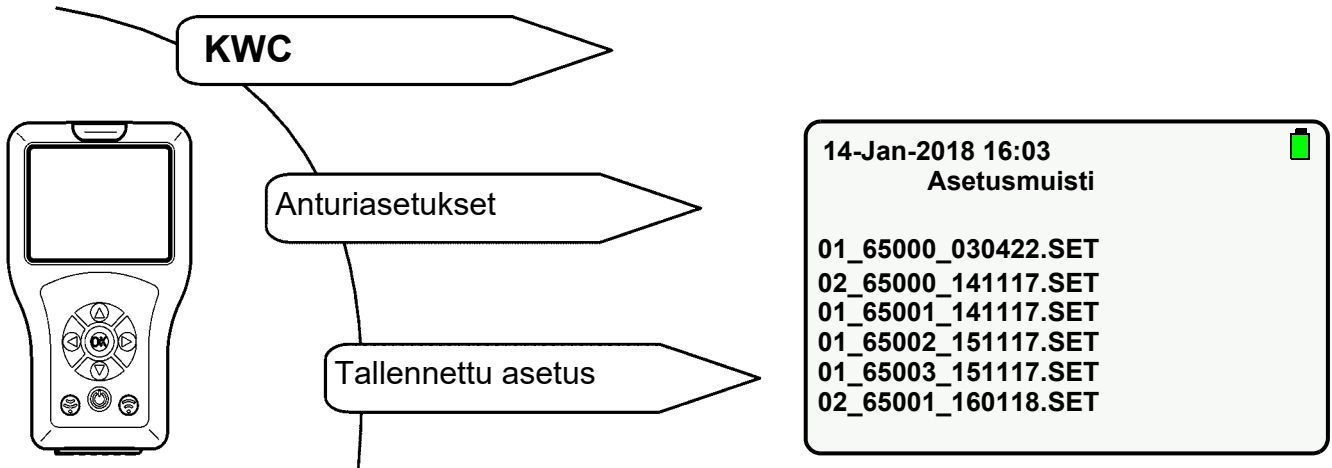 KWC
Anturiasetukset
Tallennettu asetus
OK
14-Jan-2018 16:03
Asetusmuisti
01_65000_030422.SET
02_65000_141117.SET
01_65001_141117.SET
01_65002_151117.SET
01_65003_151117.SET
02_65001_160118.SET